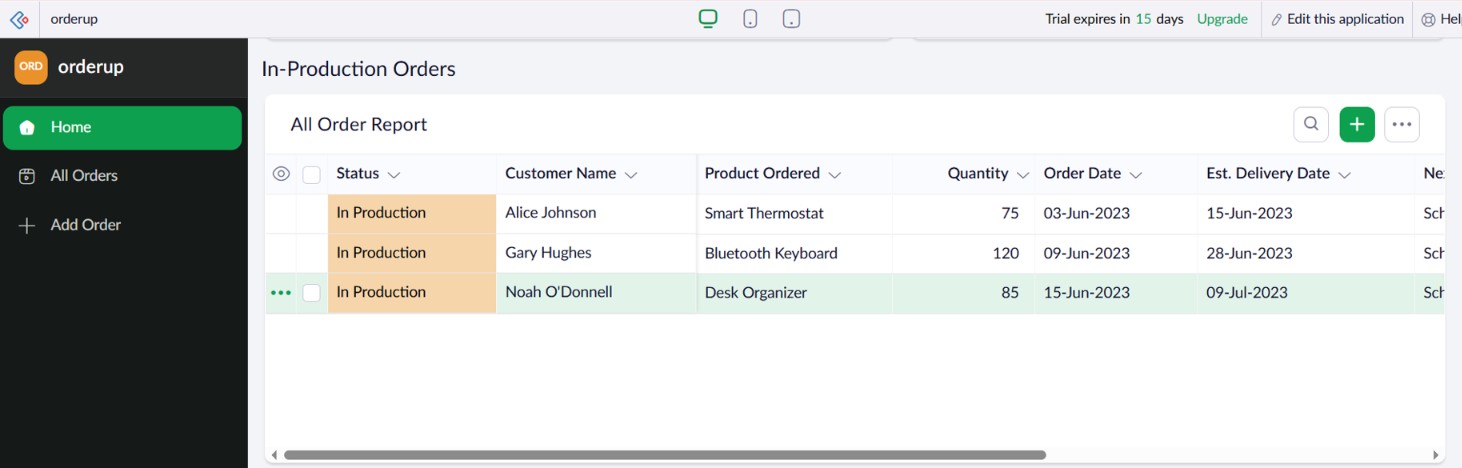 orderup
Trial expires in 15 days Upgrade Edit this application
ORD orderup
Home
All Orders
Add Order
In-Production Orders
All Order Report
Status Customer Name Product Ordered Quantity Order Date Est. Delivery Date
In Production Alice Johnson Smart Thermostat 75 03-Jun-2023 15-Jun-2023
In Production Gary Hughes Bluetooth Keyboard 120 09-Jun-2023 28-Jun-2023
In Production Noah O'Donnell Desk Organizer 85 15-Jun-2023 09-Jul-2023